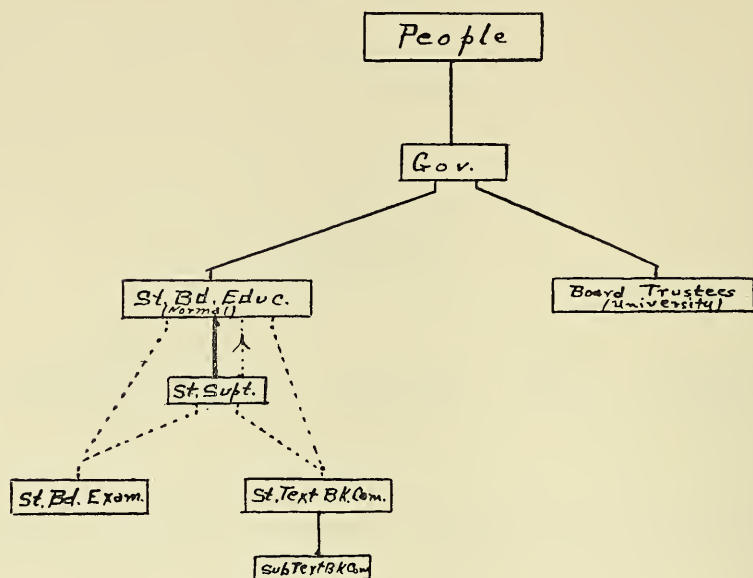 People
Gov.
St. Bd. Educ.
(Normal)
Board Trustees
(University)
St. Supt.
St. Bd. Exam.
St. Text Bk. Com.
Sub Text Bk Com